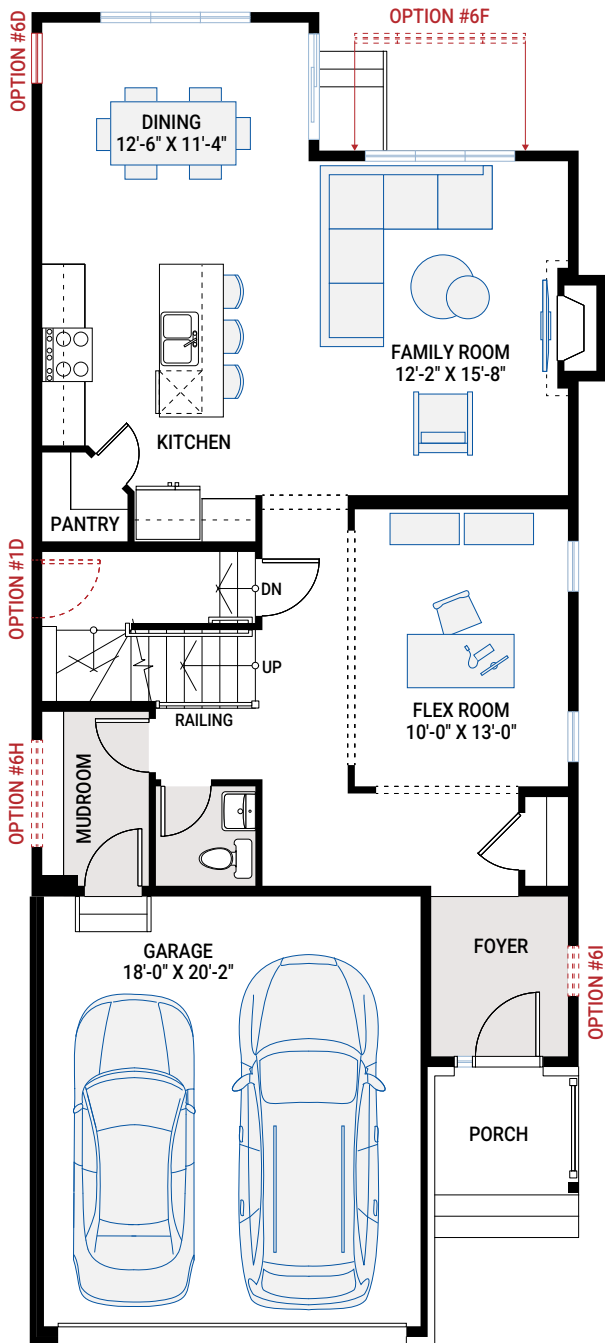 OPTION #6F
OPTION #6D
DINING
12'-6" X 11'-4"
FAMILY ROOM
12'-2" X 15'-8"
KITCHEN
PANTRY
OPTION #1D
DN
UP
RAILING
FLEX ROOM
10'-0" X 13'-0"
OPTION #6H
MUDROOM
GARAGE
18'-0" X 20'-2"
FOYER
OPTION #6I
PORCH